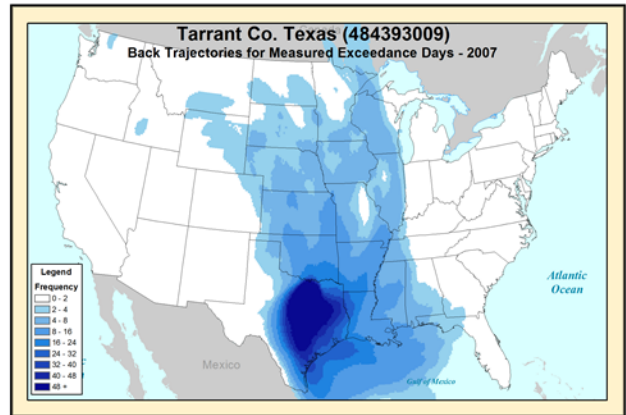 Canada
Tarrant Co. Texas (484393009)
Back Trajectories for Measured Exceedance Days - 2007
Legend
Frequency
0 - 2
2 - 4
4 - 8
8 - 16
16 - 24
24 - 32
32 - 40
40 - 48
48 +
Atlantic
Ocean
Mexico
Gulf of Mexico